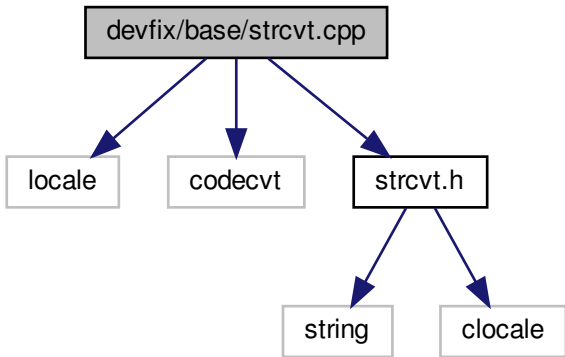 devfix/base/strcvt.cpp
locale
codecvt
strcvt.h
string
clocale